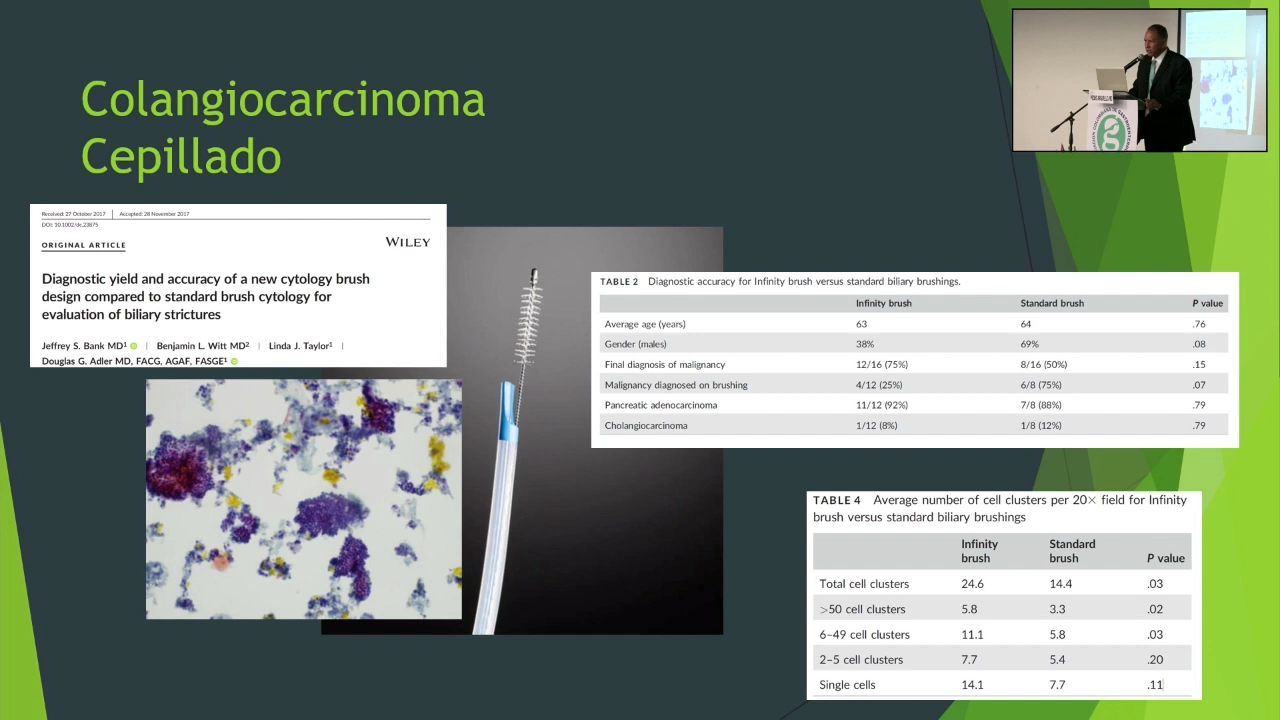 Colangiocarcinoma
Cepillado
Received: 27 October 2017 | Accepted: 28 November 2017
DOI: 10.1002/dc.23875
ORIGINAL ARTICLE
WILEY
Diagnostic yield and accuracy of a new cytology brush
design compared to standard brush cytology for
evaluation of biliary strictures
Jeffrey S. Bank MD1 | Benjamin L. Witt MD2 | Linda J. Taylor1 |
Douglas G. Adler MD, FACG, AGAF, FASGE1
TABLE 2 Diagnostic accuracy for Infinity brush versus standard biliary brushings.
Infinity brush Standard brush P value
Average age (years) 63 64 .76
Gender (males) 38% 69% .08
Final diagnosis of malignancy 12/16 (75%) 8/16 (50%) .15
Malignancy diagnosed on brushing 4/12 (25%) 6/8 (75%) .07
Pancreatic adenocarcinoma 11/12 (92%) 7/8 (88%) .79
Cholangiocarcinoma 1/12 (8%) 1/8 (12%) .79
TABLE 4 Average number of cell clusters per 20× field for Infinity
brush versus standard biliary brushings
Infinity brush Standard brush P value
Total cell clusters 24.6 14.4 .03
>50 cell clusters 5.8 3.3 .02
6–49 cell clusters 11.1 5.8 .03
2–5 cell clusters 7.7 5.4 .20
Single cells 14.1 7.7 .11